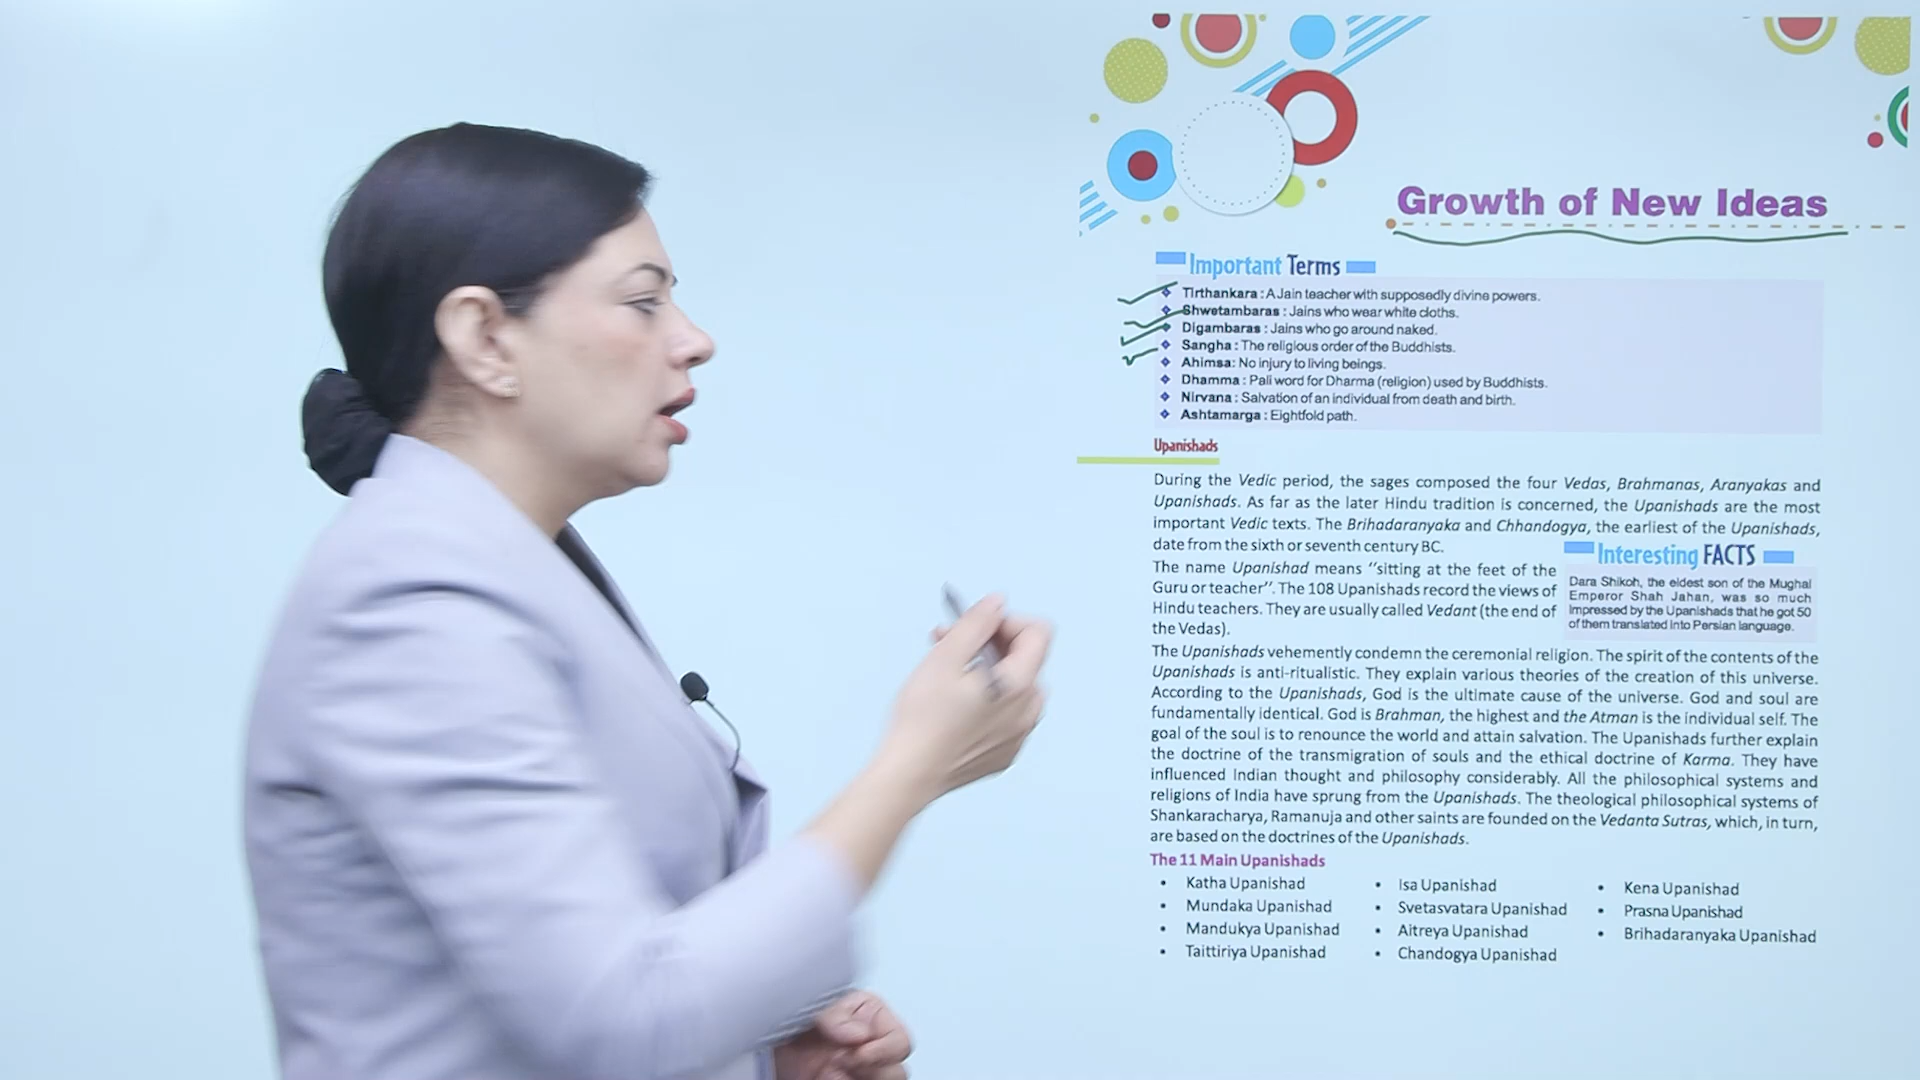 Growth of New Ideas
Important Terms
Tirthankara : A Jain teacher with supposedly divine powers.
Shwetambaras : Jains who wear white cloths.
Digambaras : Jains who go around naked.
Sangha : The religious order of the Buddhists.
Ahimsa: No injury to living beings.
Dhamma : Pali word for Dharma (religion) used by Buddhists.
Nirvana : Salvation of an individual from death and birth.
Ashtamarga : Eightfold path.
Upanishads
During the Vedic period, the sages composed the four Vedas, Brahmanas, Aranyakas and
Upanishads. As far as the later Hindu tradition is concerned, the Upanishads are the most
important Vedic texts. The Brihadaranyaka and Chhandogya, the earliest of the Upanishads,
date from the sixth or seventh century BC.
The name Upanishad means "sitting at the feet of the
Guru or teacher". The 108 Upanishads record the views of
Hindu teachers. They are usually called Vedant (the end of
the Vedas).
Interesting FACTS
Dara Shikoh, the eldest son of the Mughal
Emperor Shah Jahan, was so much
impressed by the Upanishads that he got 50
of them translated into Persian language.
The Upanishads vehemently condemn the ceremonial religion. The spirit of the contents of the
Upanishads is anti-ritualistic. They explain various theories of the creation of this universe.
According to the Upanishads, God is the ultimate cause of the universe. God and soul are
fundamentally identical. God is Brahman, the highest and the Atman is the individual self. The
goal of the soul is to renounce the world and attain salvation. The Upanishads further explain
the doctrine of the transmigration of souls and the ethical doctrine of Karma. They have
influenced Indian thought and philosophy considerably. All the philosophical systems and
religions of India have sprung from the Upanishads. The theological philosophical systems of
Shankaracharya, Ramanuja and other saints are founded on the Vedanta Sutras, which, in turn,
are based on the doctrines of the Upanishads.
The 11 Main Upanishads
• Katha Upanishad
• Mundaka Upanishad
• Mandukya Upanishad
• Taittiriya Upanishad
• Isa Upanishad
• Svetasvatara Upanishad
• Aitreya Upanishad
• Chandogya Upanishad
• Kena Upanishad
• Prasna Upanishad
• Brihadaranyaka Upanishad